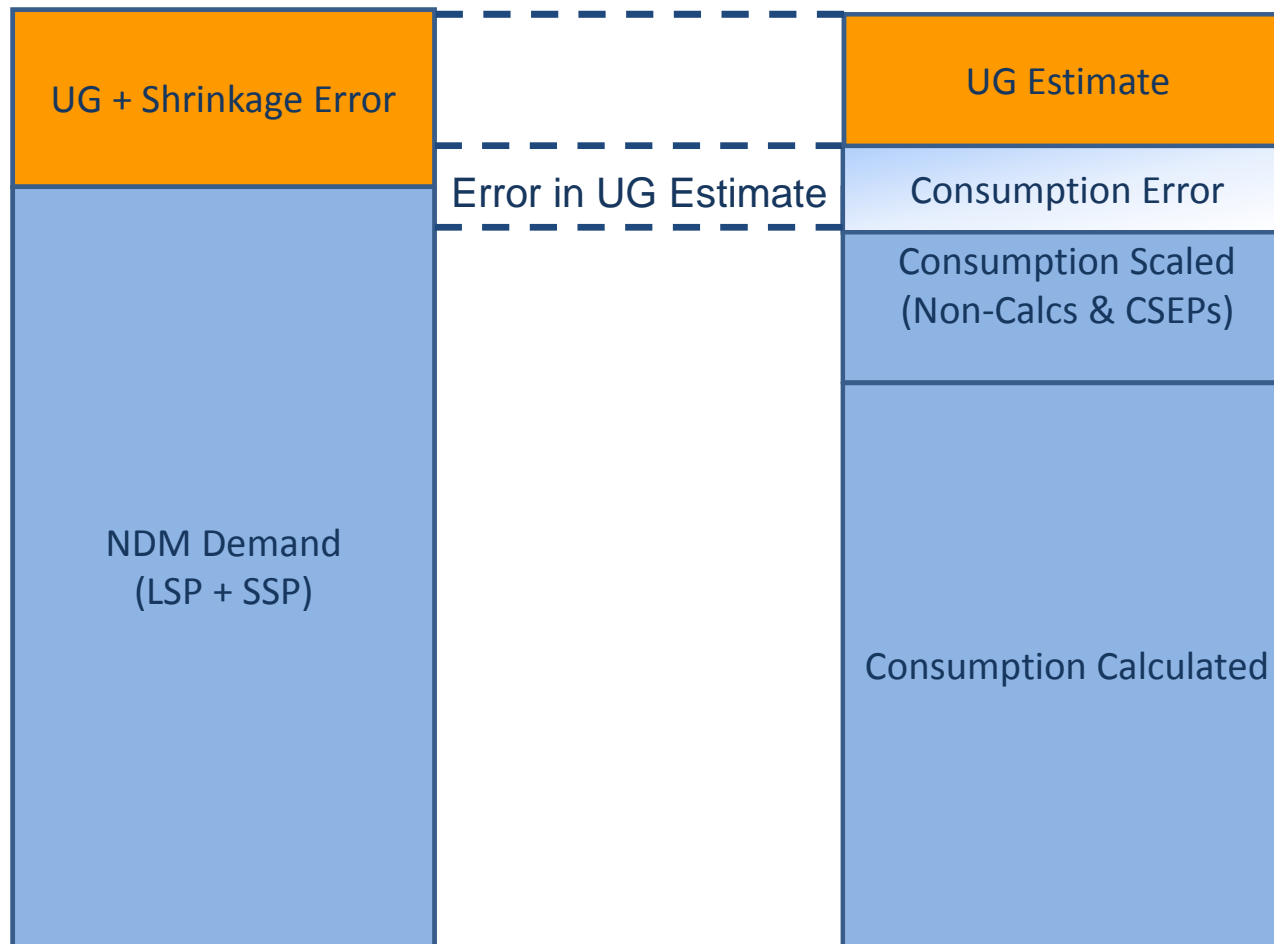 UG + Shrinkage Error
NDM Demand
(LSP + SSP)
Error in UG Estimate
UG Estimate
Consumption Error
Consumption Scaled
(Non-Calcs & CSEPs)
Consumption Calculated